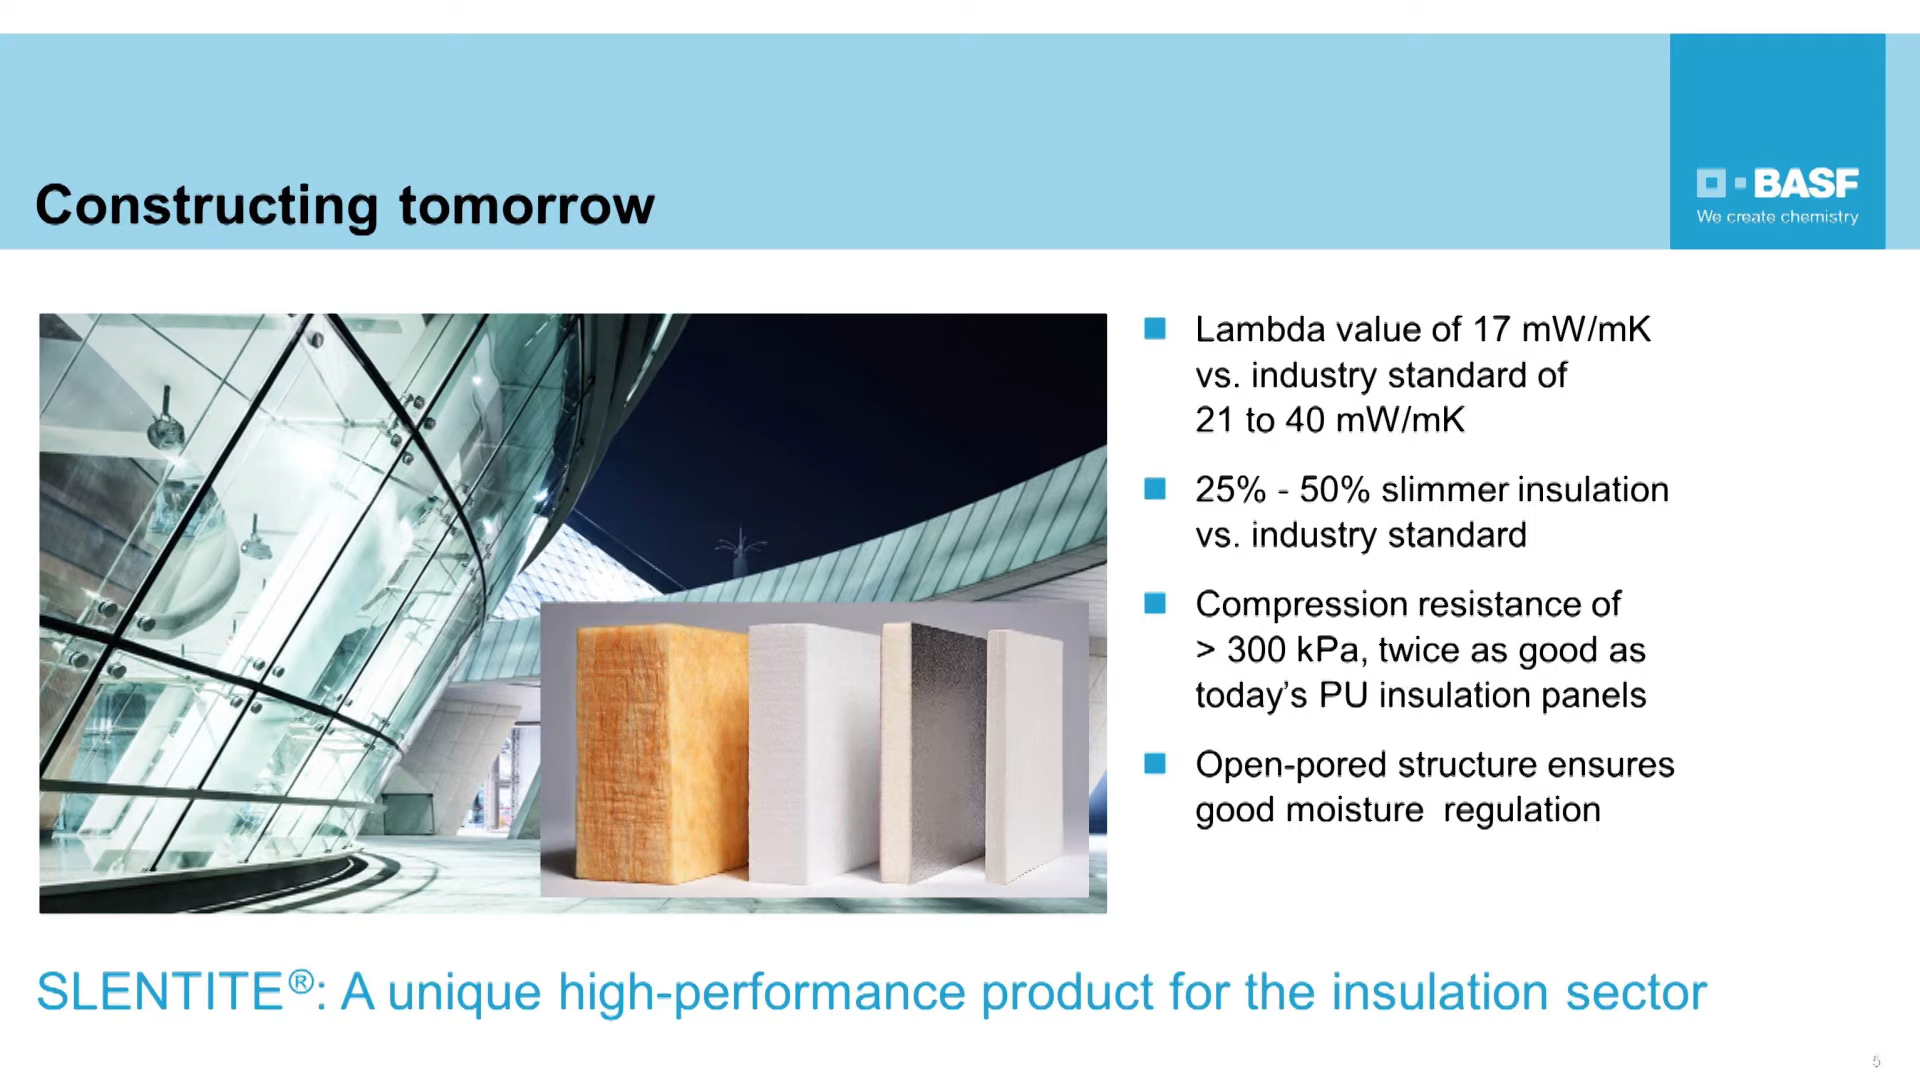 Constructing tomorrow
BASF
We create chemistry
Lambda value of 17 mW/mK
vs. industry standard of
21 to 40 mW/mK
25% - 50% slimmer insulation
vs. industry standard
Compression resistance of
> 300 kPa, twice as good as
today’s PU insulation panels
Open-pored structure ensures
good moisture  regulation
SLENTITE®: A unique high-performance product for the insulation sector
5